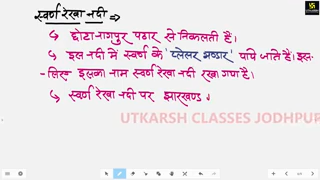 स्वर्ण रेखा नदी ⇒
↳ छोटा नागपुर पठार से निकलती है।
↳ इस नदी में स्वर्ण के 'प्लेसर भण्डार' पाये जाते है। इस
-लिए इसका नाम स्वर्ण रेखा नदी रखा गया है।
↳ स्वर्ण रेखा नदी पर झारखण्ड
UTKARSH CLASSES JODHPUR